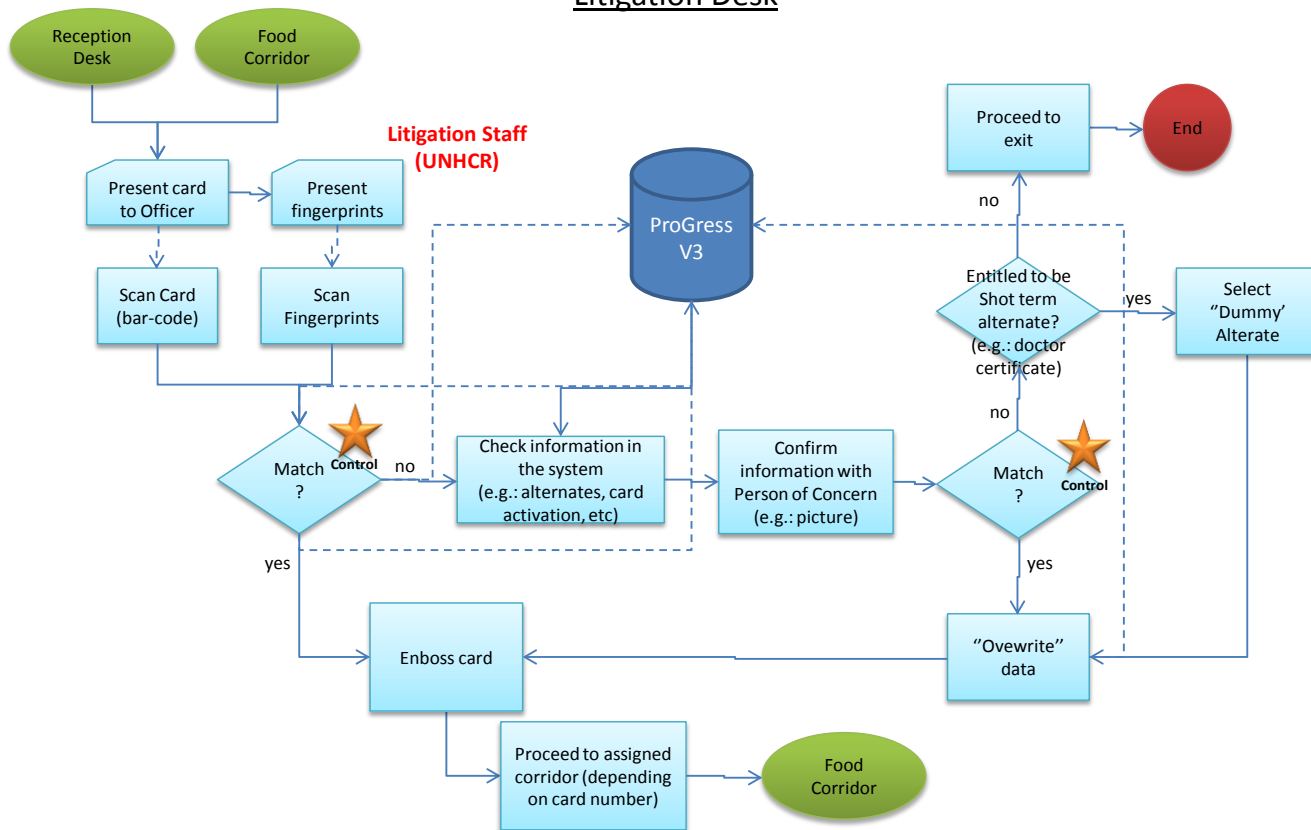 Litigation Desk
Reception
Desk
Food
Corridor
Litigation Staff
(UNHCR)
Proceed to
exit
End
Present card
to Officer
Present
fingerprints
ProGress
V3
no
Scan Card
(bar-code)
Scan
Fingerprints
Entitled to be
Shot term
alternate?
(e.g.: doctor
certificate)
yes
Select
"Dummy'
Alterate
Match
?
Control
no
Check information in
the system
(e.g.: alternates, card
activation, etc)
Confirm
information with
Person of Concern
(e.g.: picture)
no
Match
?
Control
yes
yes
Enboss card
"Ovewrite"
data
Proceed to assigned
corridor (depending
on card number)
Food
Corridor